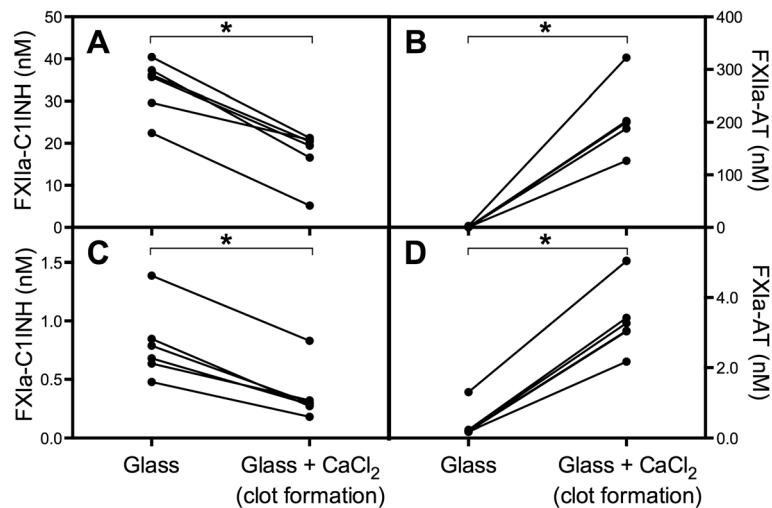 A
*
B
*
FXIIa-C1INH (nM)
50
40
30
20
10
0
FXIIa-AT (nM)
400
300
200
100
0
C
*
D
*
FXIa-C1INH (nM)
1.5
1.0
0.5
0.0
FXIa-AT (nM)
4.0
2.0
0.0
Glass
Glass + CaCl₂
(clot formation)
Glass
Glass + CaCl₂
(clot formation)